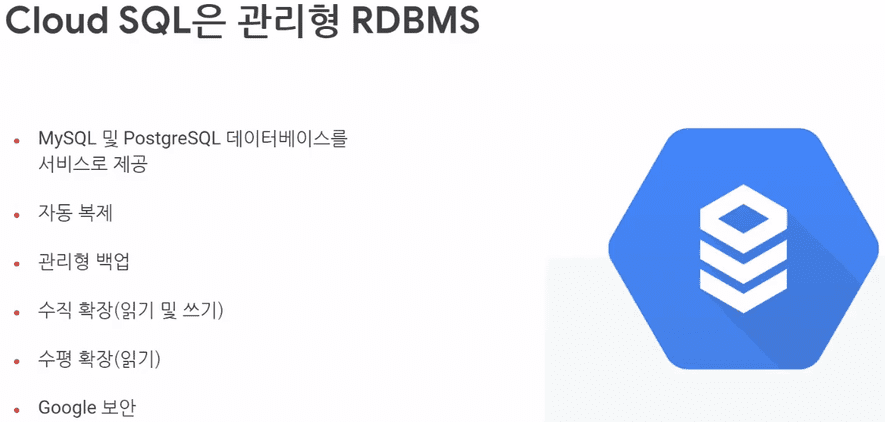 Cloud SQL은 관리형 RDBMS
• MySQL 및 PostgreSQL 데이터베이스를
서비스로 제공
• 자동 복제
• 관리형 백업
• 수직 확장(읽기 및 쓰기)
• 수평 확장(읽기)
• Google 보안